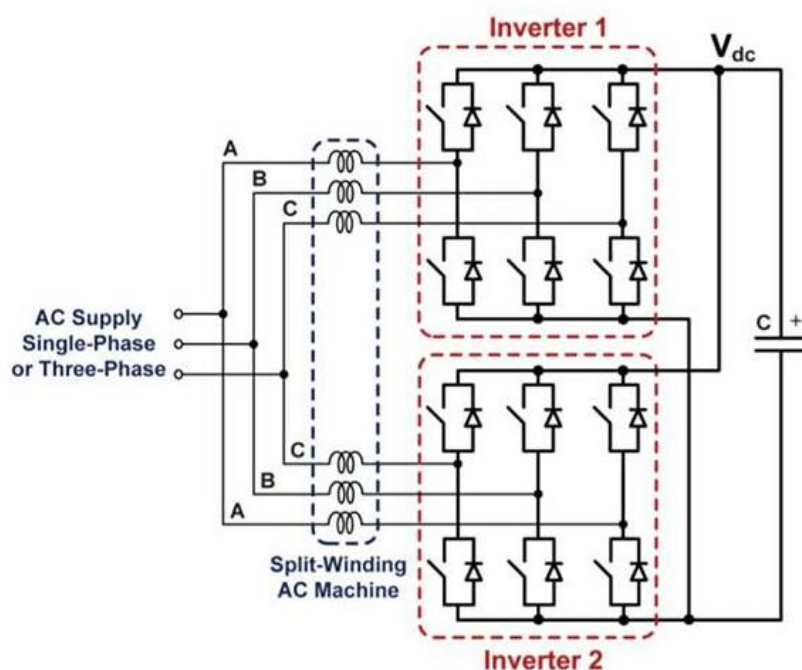 Inverter 1
Vdc
A
B
C
AC Supply
Single-Phase
or Three-Phase
C +
C
B
A
Split-Winding
AC Machine
Inverter 2